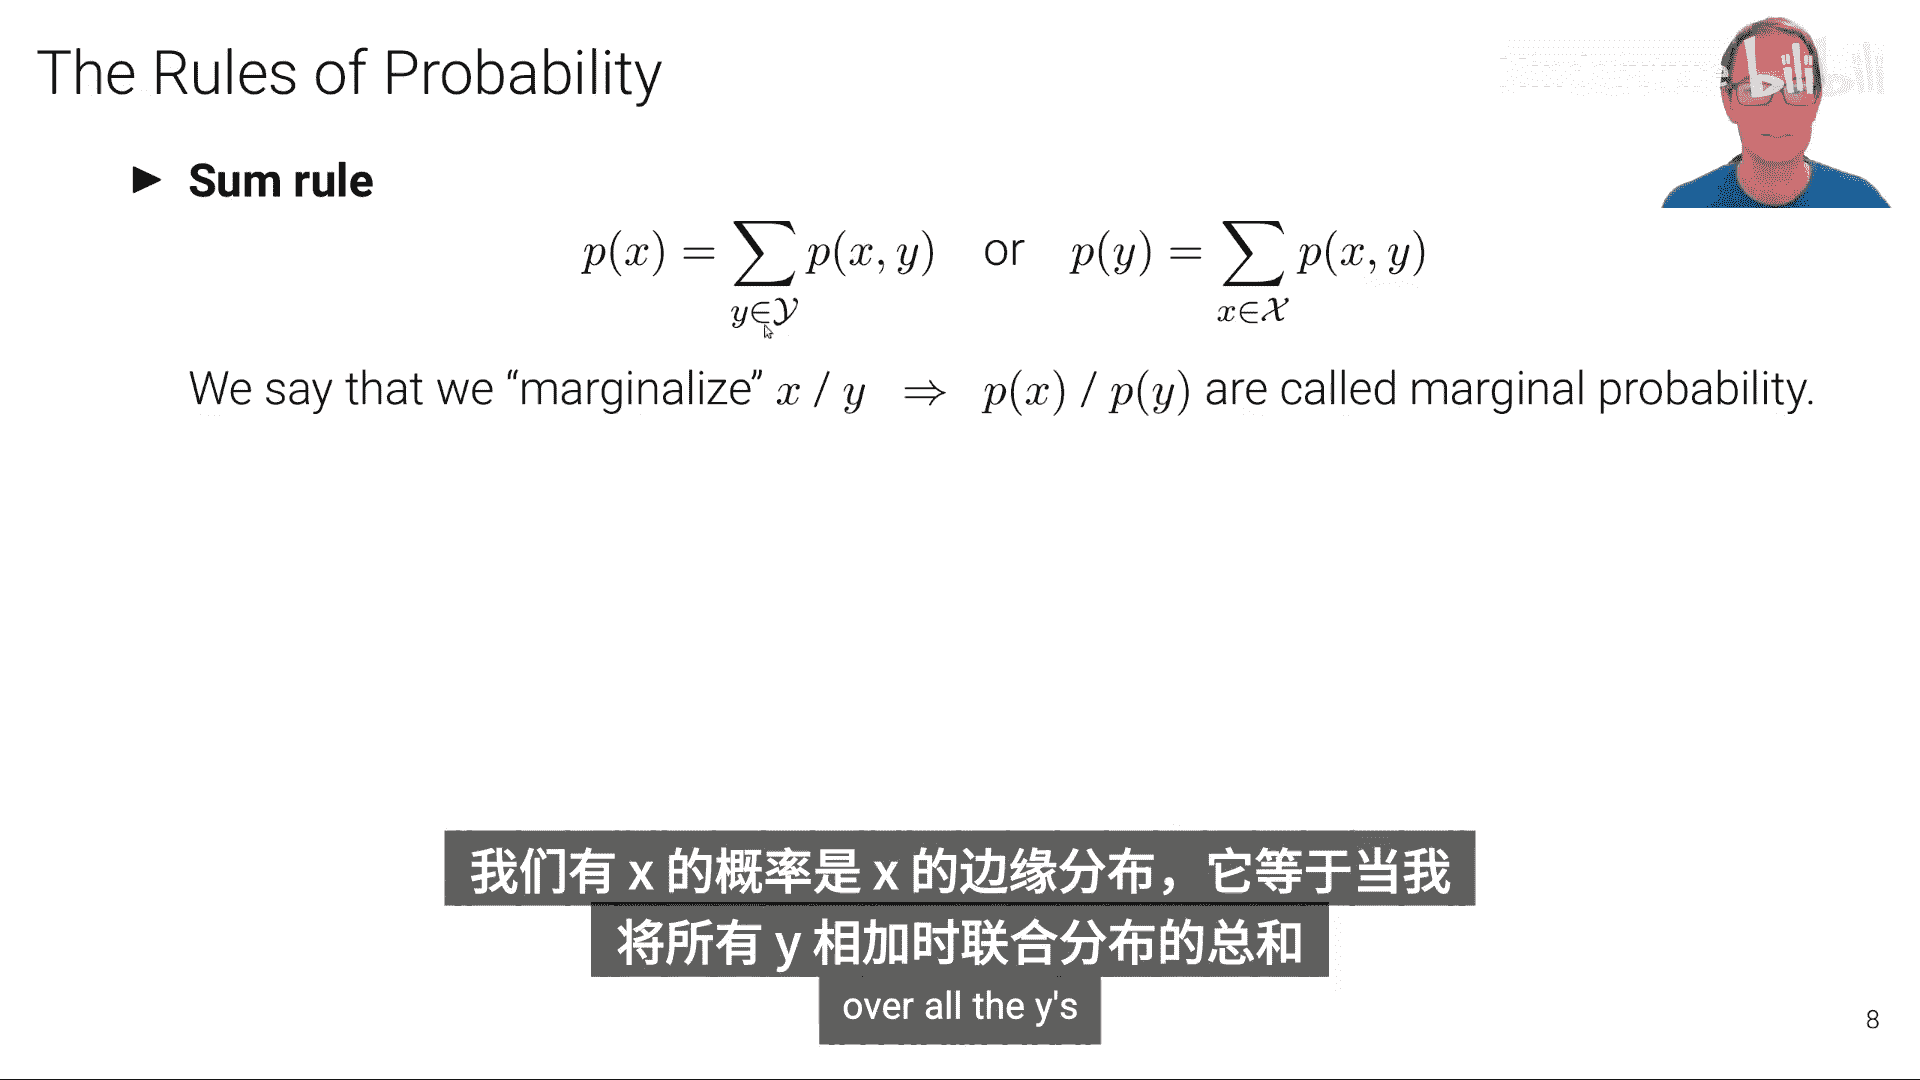 The Rules of Probability
bilibili
▶ Sum rule
p(x) = ∑_{y∈𝒴} p(x, y) or p(y) = ∑_{x∈𝒳} p(x, y)
We say that we “marginalize” x / y ⇒ p(x) / p(y) are called marginal probability.
我们有 x 的概率是 x 的边缘分布，它等于当我
将所有 y 相加时联合分布的总和
over all the y's
8